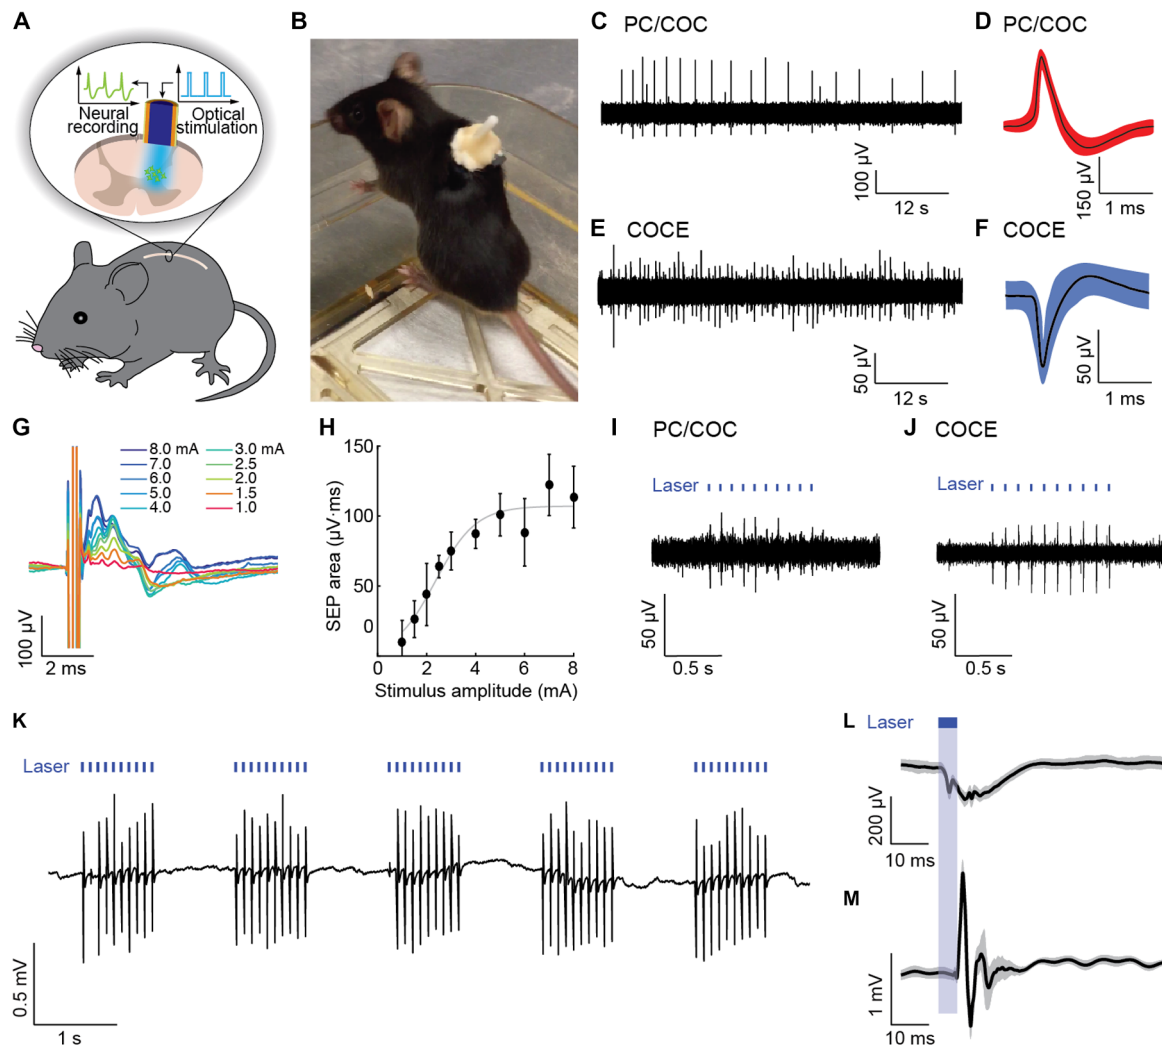 A
Neural
recording
Optical
stimulation
B
C
PC/COC
100 µV
12 s
D
PC/COC
150 µV
1 ms
E
COCE
50 µV
12 s
F
COCE
50 µV
1 ms
G
8.0 mA
7.0
6.0
5.0
4.0
3.0 mA
2.5
2.0
1.5
1.0
100 µV
2 ms
H
SEP area (µV·ms)
150
100
50
0
0 2 4 6 8
Stimulus amplitude (mA)
I
PC/COC
Laser
50 µV
0.5 s
J
COCE
Laser
50 µV
0.5 s
K
Laser
0.5 mV
1 s
L
Laser
200 µV
10 ms
M
1 mV
10 ms